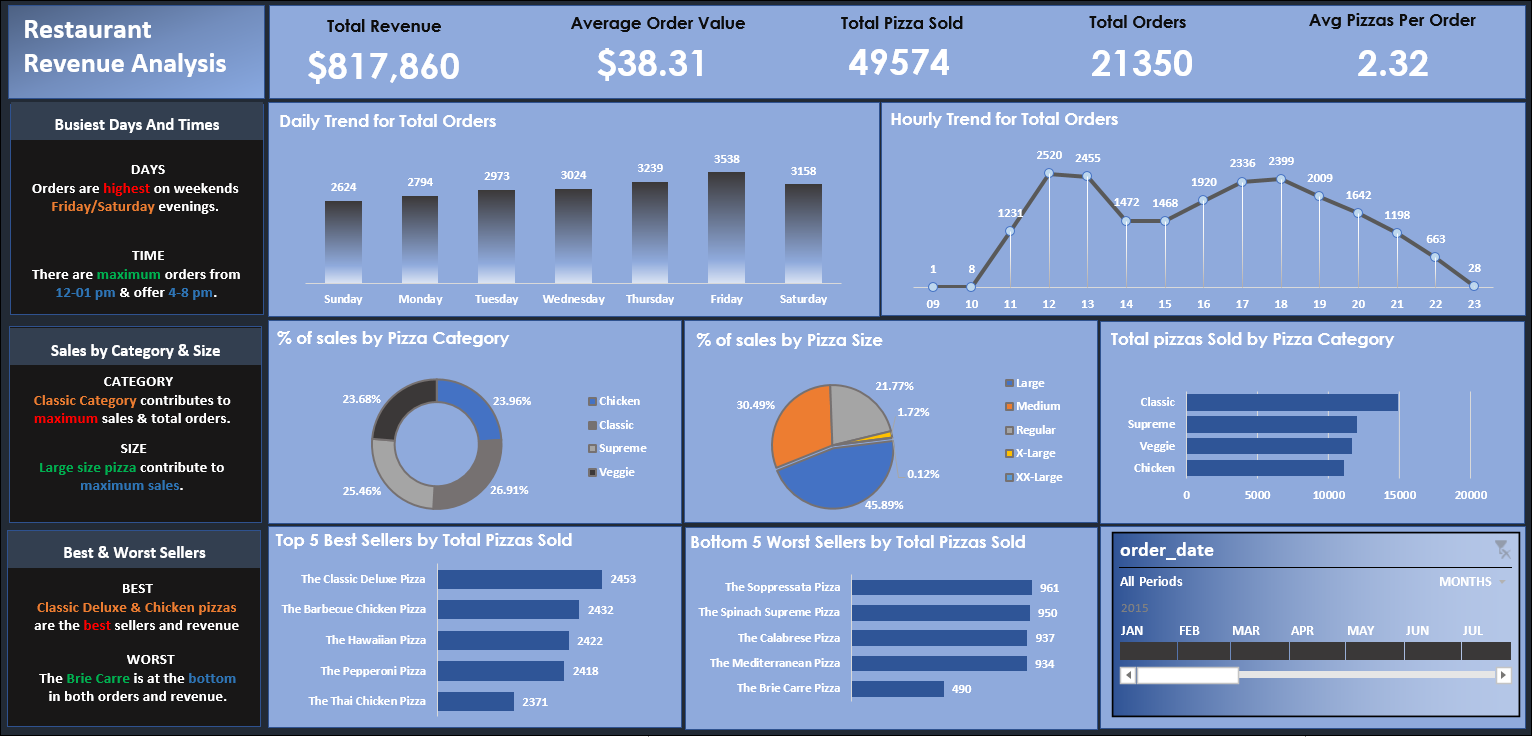 Restaurant
Revenue Analysis
Total Revenue
$817,860
Average Order Value
$38.31
Total Pizza Sold
49574
Total Orders
21350
Avg Pizzas Per Order
2.32
Busiest Days And Times
DAYS
Orders are highest on weekends
Friday/Saturday evenings.
TIME
There are maximum orders from
12-01 pm & offer 4-8 pm.
Daily Trend for Total Orders
2624 2794 2973 3024 3239 3538 3158
Sunday Monday Tuesday Wednesday Thursday Friday Saturday
Hourly Trend for Total Orders
1 8 1231 2520 2455 1472 1468 1920 2336 2399 2009 1642 1198 663 28
09 10 11 12 13 14 15 16 17 18 19 20 21 22 23
Sales by Category & Size
CATEGORY
Classic Category contributes to
maximum sales & total orders.
SIZE
Large size pizza contribute to
maximum sales.
% of sales by Pizza Category
23.68%
23.96%
25.46%
26.91%
Chicken
Classic
Supreme
Veggie
% of sales by Pizza Size
21.77%
30.49%
1.72%
0.12%
45.89%
Large
Medium
Regular
X-Large
XX-Large
Total pizzas Sold by Pizza Category
Classic
Supreme
Veggie
Chicken
0 5000 10000 15000 20000
Best & Worst Sellers
BEST
Classic Deluxe & Chicken pizzas
are the best sellers and revenue
WORST
The Brie Carre is at the bottom
in both orders and revenue.
Top 5 Best Sellers by Total Pizzas Sold
The Classic Deluxe Pizza 2453
The Barbecue Chicken Pizza 2432
The Hawaiian Pizza 2422
The Pepperoni Pizza 2418
The Thai Chicken Pizza 2371
Bottom 5 Worst Sellers by Total Pizzas Sold
The Soppressata Pizza 961
The Spinach Supreme Pizza 950
The Calabrese Pizza 937
The Mediterranean Pizza 934
The Brie Carre Pizza 490
order_date
All Periods MONTHS
2015
JAN FEB MAR APR MAY JUN JUL